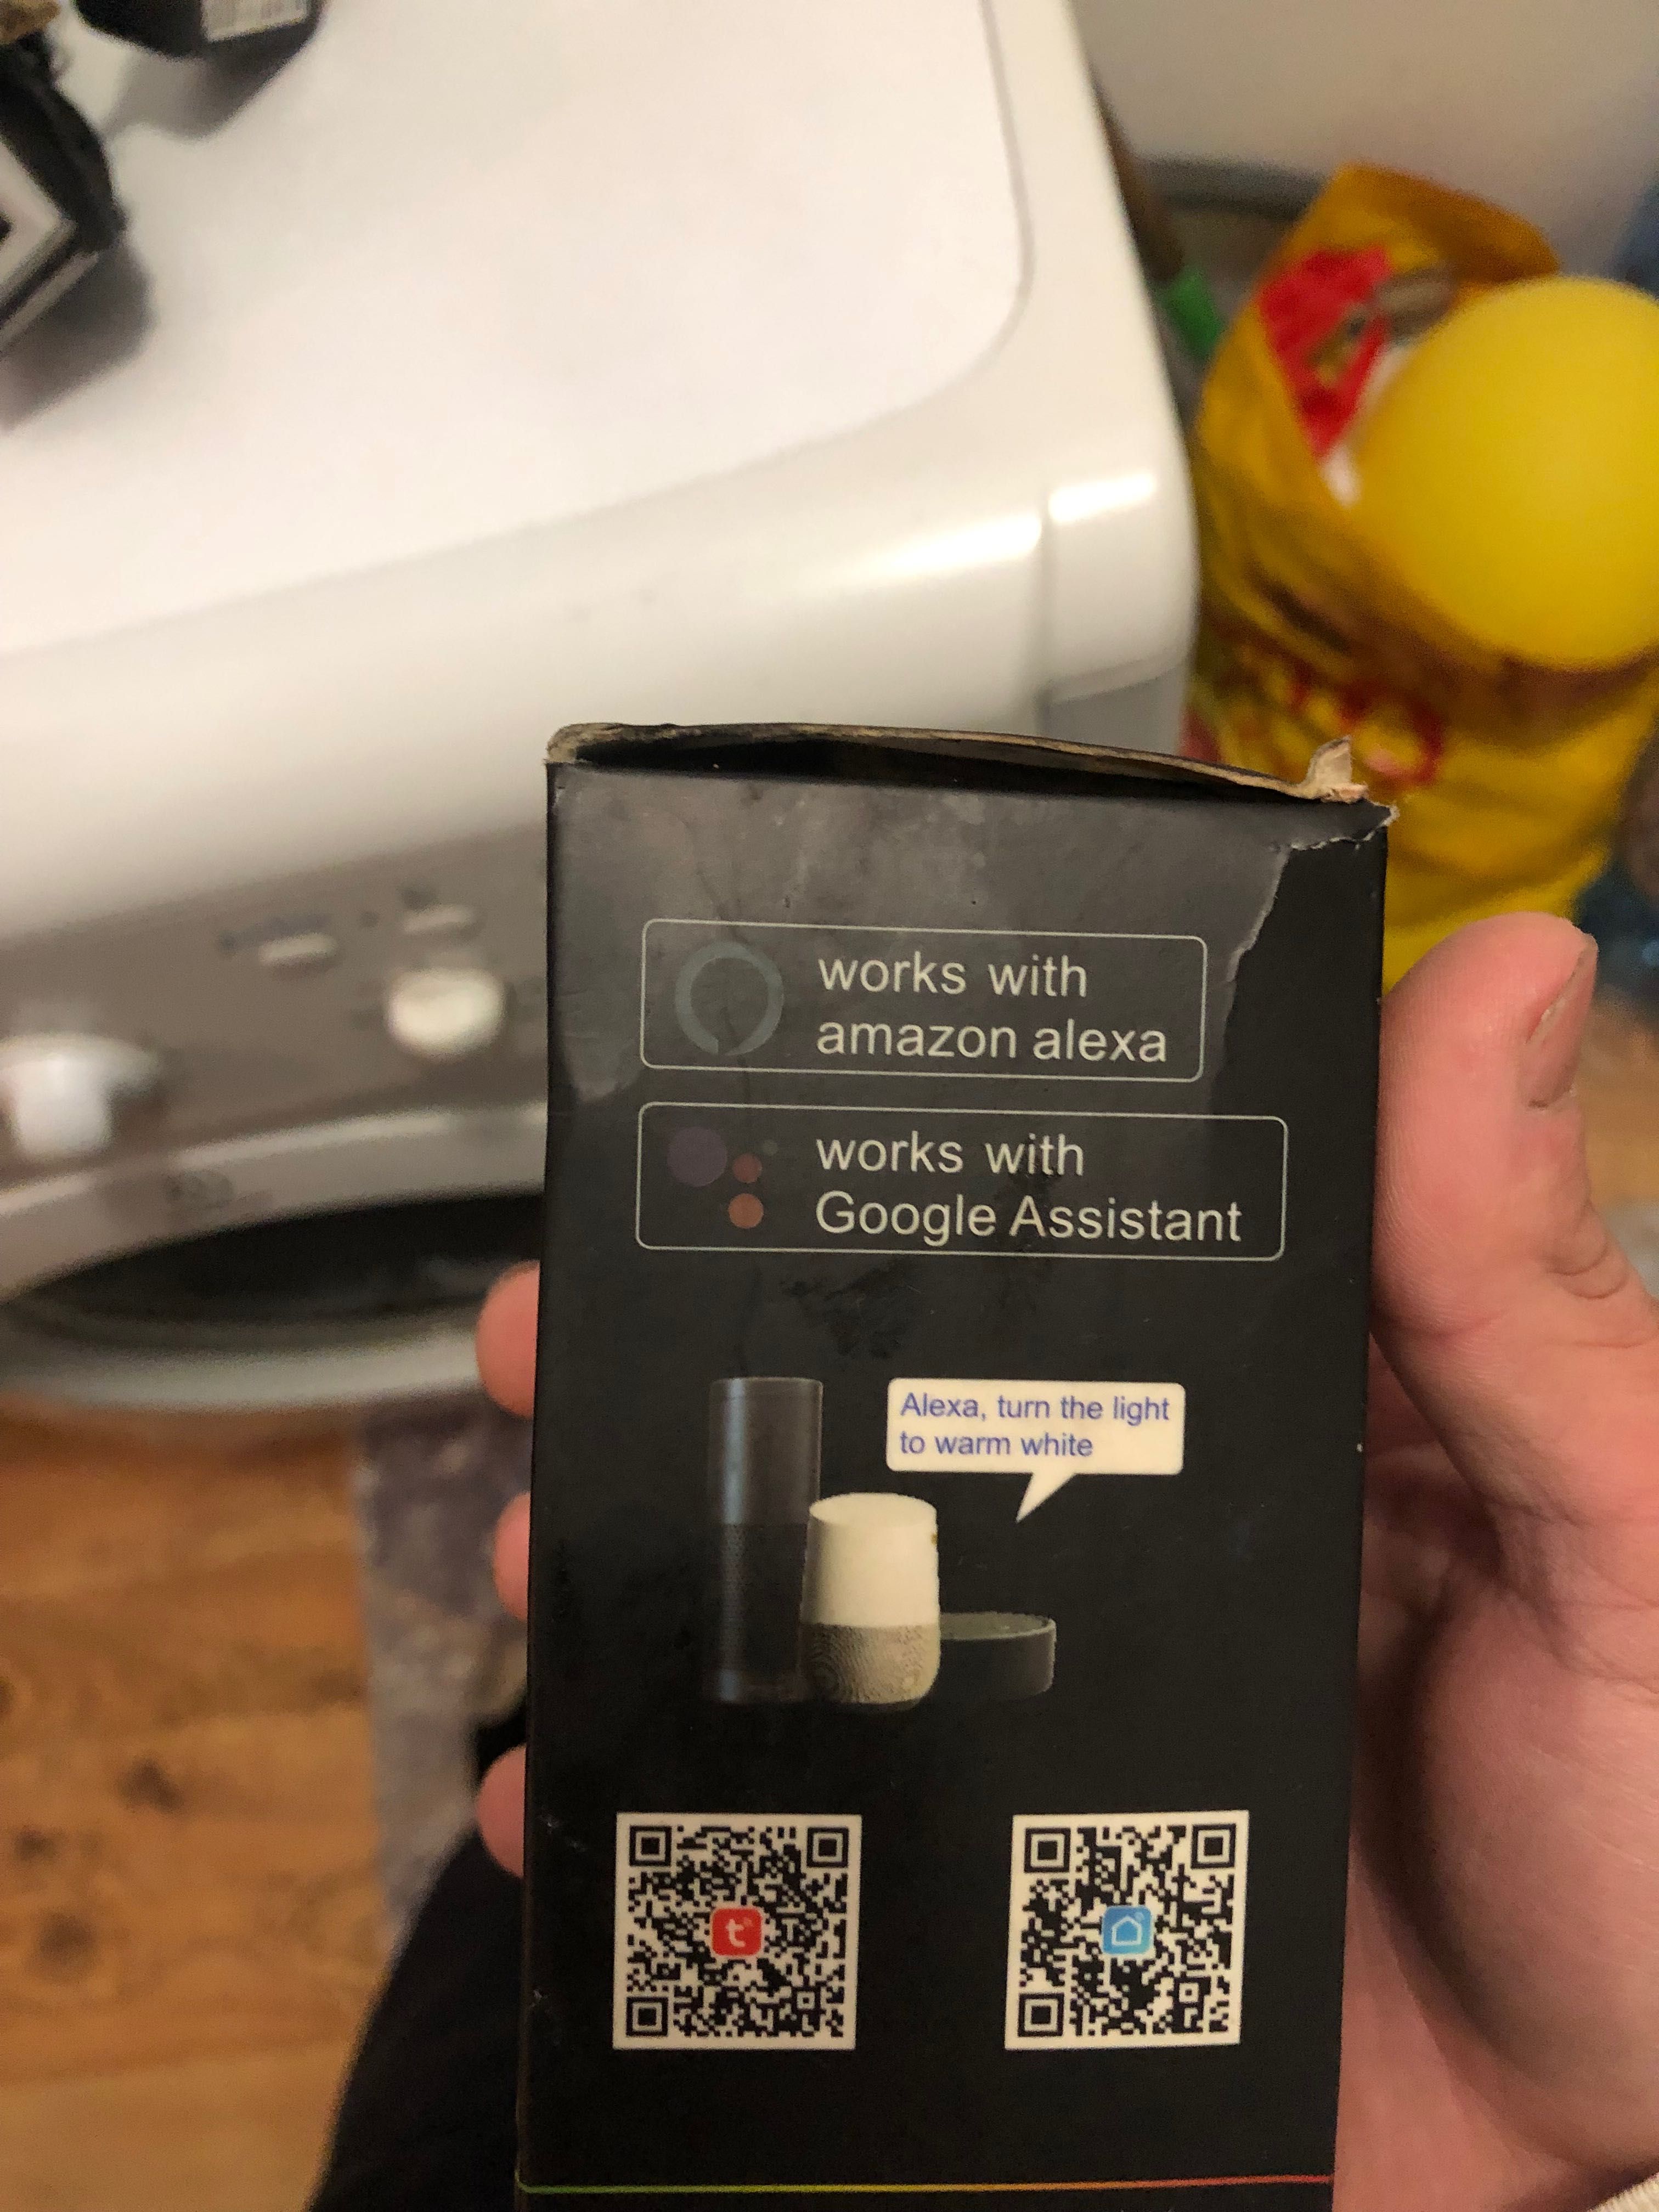 works with
amazon alexa
works with
Google Assistant
Alexa, turn the light
to warm white
t